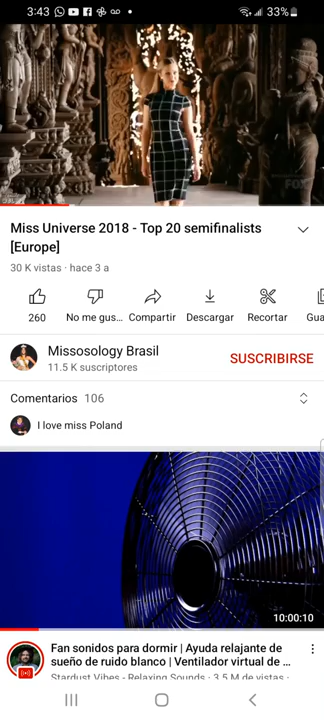 3:43
33%
FOX
Miss Universe 2018 - Top 20 semifinalists
[Europe]
30 K vistas · hace 3 a
260
No me gus...
Compartir
Descargar
Recortar
Gua
Missosology Brasil
11.5 K suscriptores
SUSCRIBIRSE
Comentarios 106
I love miss Poland
10:00:10
Fan sonidos para dormir | Ayuda relajante de
sueño de ruido blanco | Ventilador virtual de ...
Stardust Vibes - Relaxing Sounds · 3.5 M de vistas ·